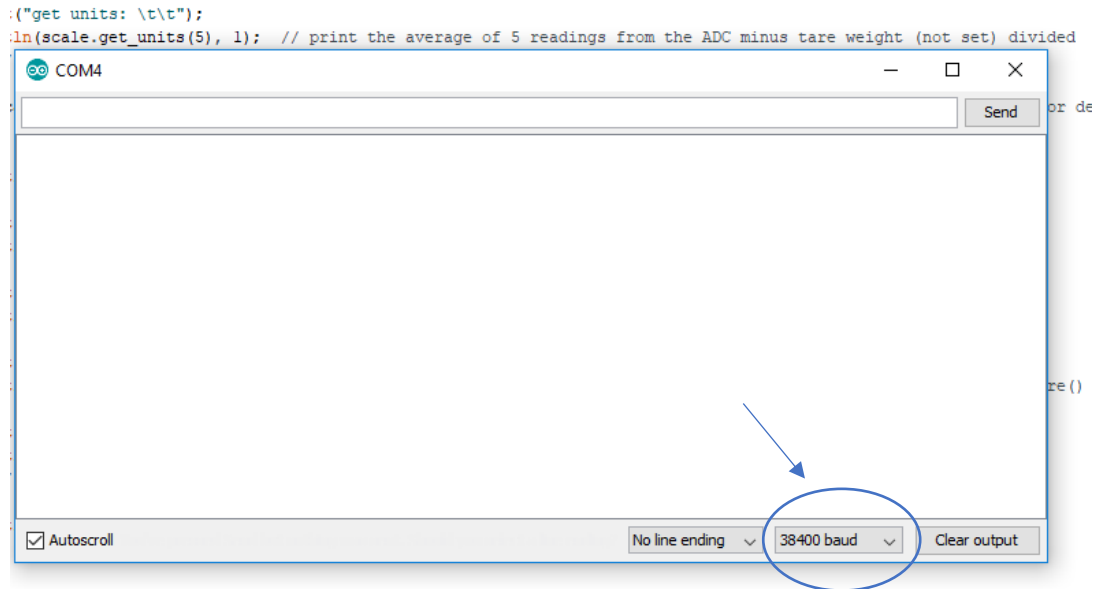 :("get units: \t\t");
:ln(scale.get_units(5), 1);  // print the average of 5 readings from the ADC minus tare weight (not set) divided
COM4
Send
or de
re()
Autoscroll
No line ending
38400 baud
Clear output